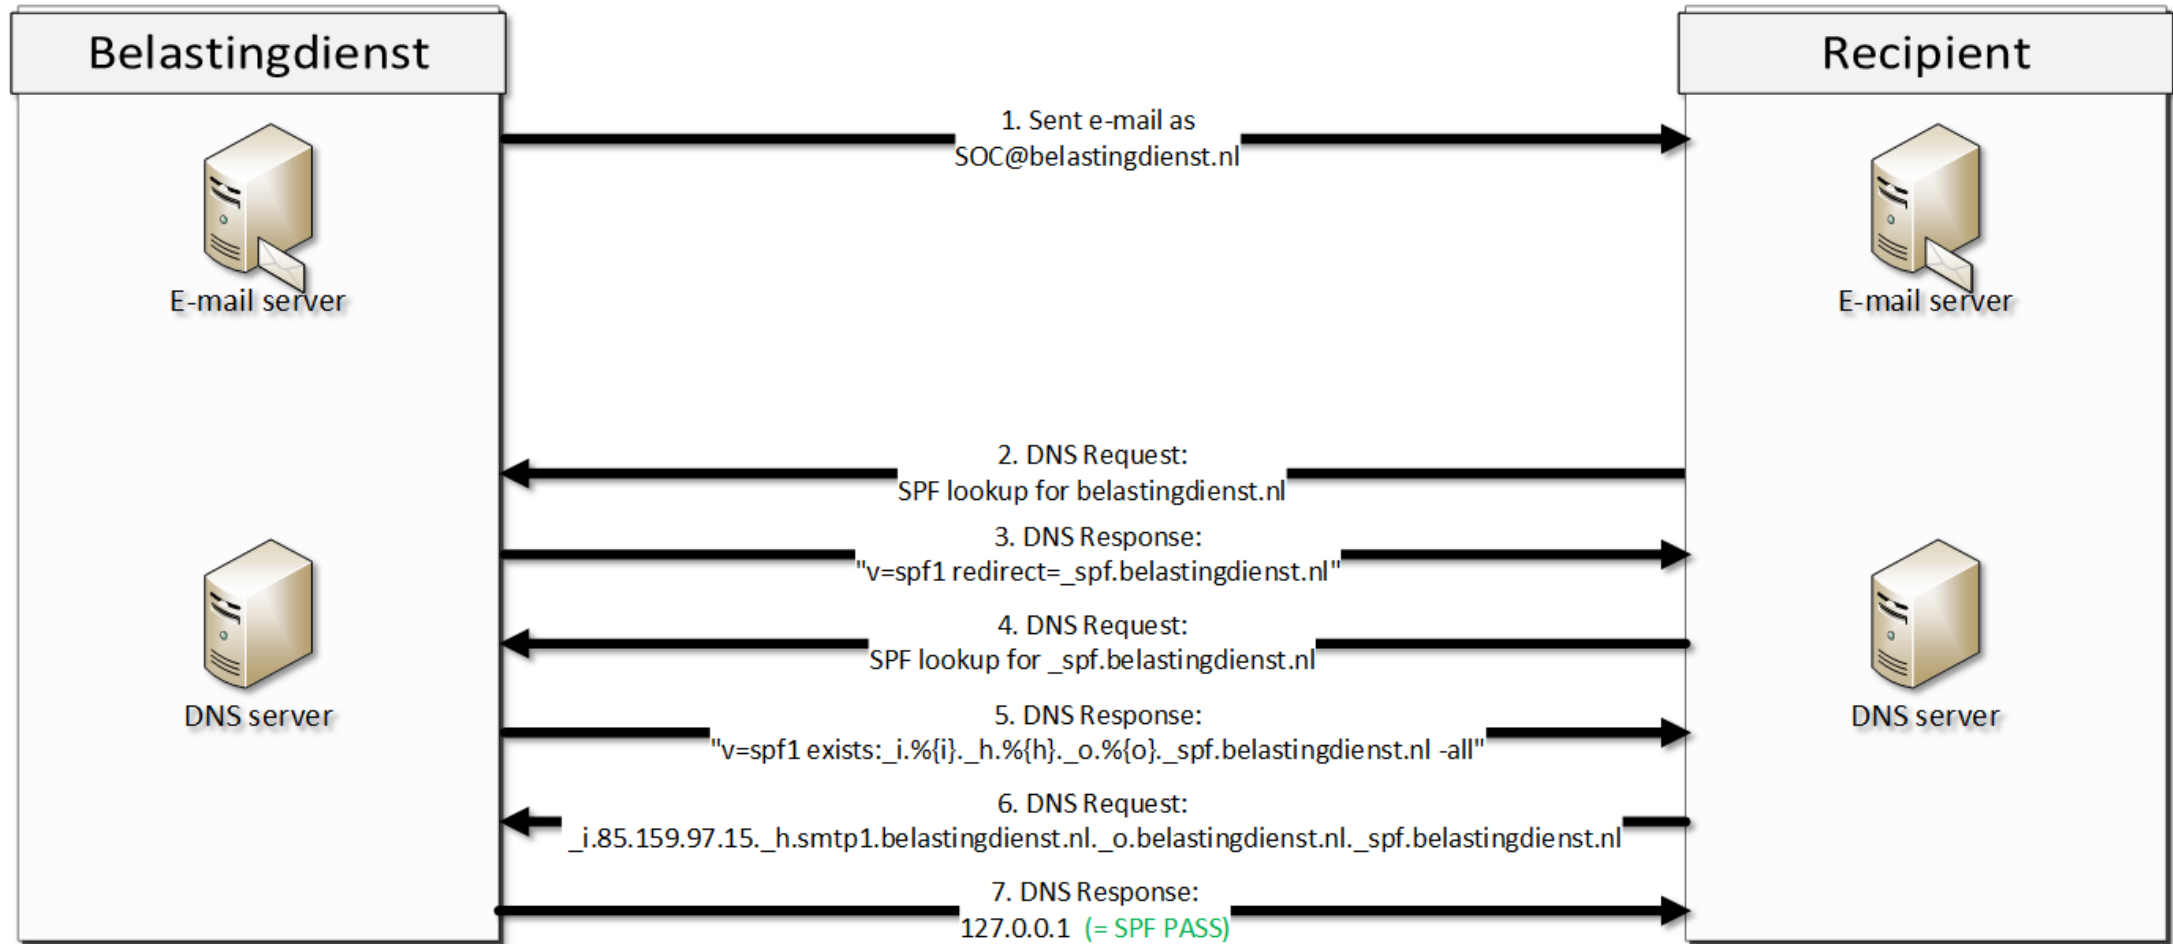 Belastingdienst
Recipient
1. Sent e-mail as
SOC@belastingdienst.nl
E-mail server
E-mail server
2. DNS Request:
SPF lookup for belastingdienst.nl
3. DNS Response:
"v=spf1 redirect=_spf.belastingdienst.nl"
4. DNS Request:
SPF lookup for _spf.belastingdienst.nl
DNS server
DNS server
5. DNS Response:
"v=spf1 exists:_i.%{i}._h.%{h}._o.%{o}._spf.belastingdienst.nl -all"
6. DNS Request:
_i.85.159.97.15._h.smtp1.belastingdienst.nl._o.belastingdienst.nl._spf.belastingdienst.nl
7. DNS Response:
127.0.0.1 (= SPF PASS)